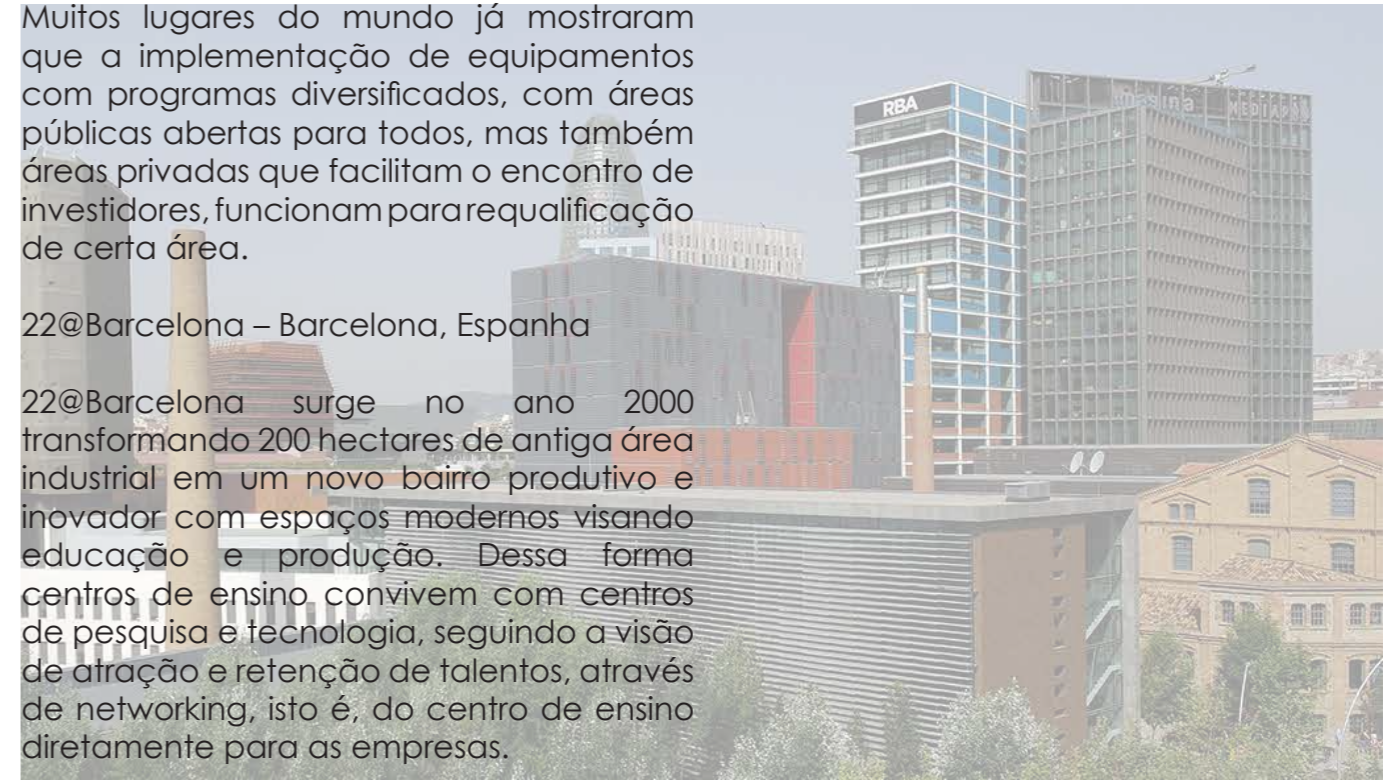 Muitos lugares do mundo já mostraram
que a implementação de equipamentos
com programas diversificados, com áreas
públicas abertas para todos, mas também
áreas privadas que facilitam o encontro de
investidores, funcionam para requalificação
de certa área.
22@Barcelona – Barcelona, Espanha
22@Barcelona surge no ano 2000
transformando 200 hectares de antiga área
industrial em um novo bairro produtivo e
inovador com espaços modernos visando
educação e produção. Dessa forma
centros de ensino convivem com centros
de pesquisa e tecnologia, seguindo a visão
de atração e retenção de talentos, através
de networking, isto é, do centro de ensino
diretamente para as empresas.
RBA
imagina MEDIAPRO